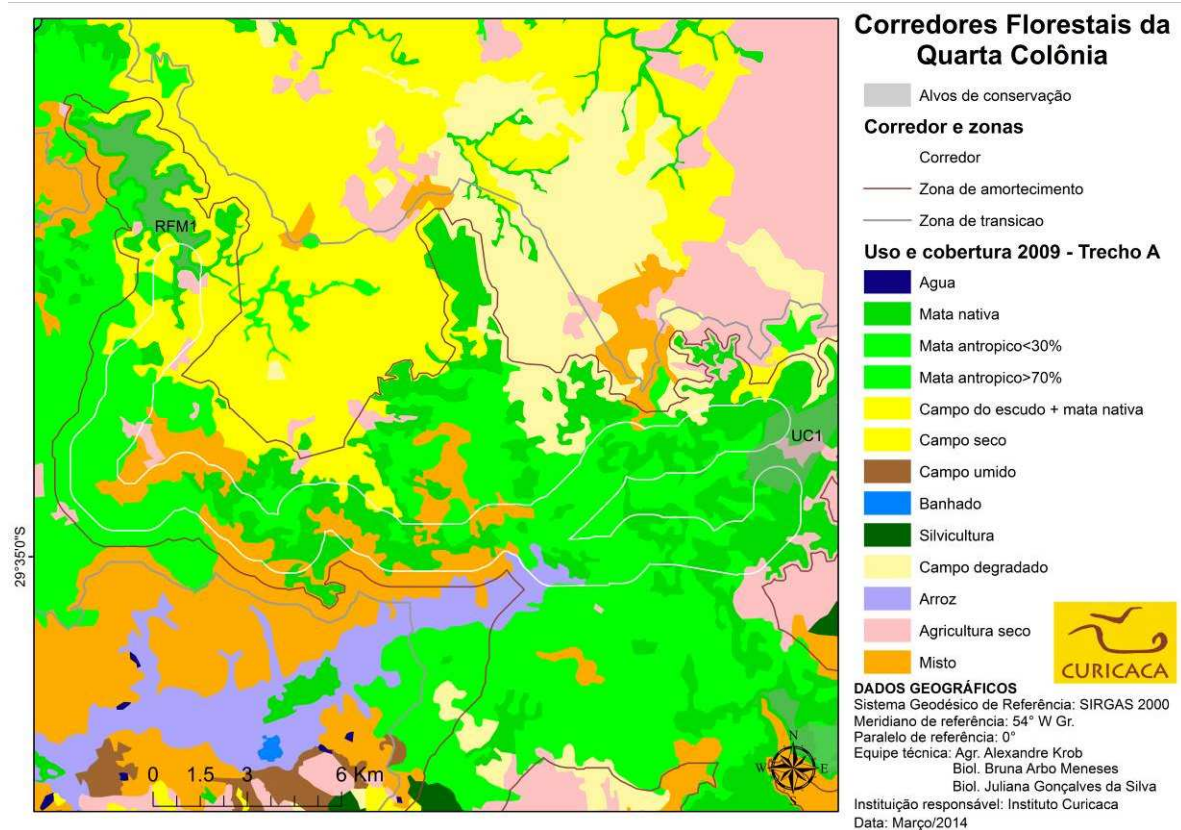 Corredores Florestais da
Quarta Colônia
Alvos de conservação
Corredor e zonas
Corredor
Zona de amortecimento
Zona de transicao
Uso e cobertura 2009 - Trecho A
Agua
Mata nativa
Mata antropico<30%
Mata antropico>70%
Campo do escudo + mata nativa
Campo seco
Campo umido
Banhado
Silvicultura
Campo degradado
Arroz
Agricultura seco
Misto
CURICACA
DADOS GEOGRÁFICOS
Sistema Geodésico de Referência: SIRGAS 2000
Meridiano de referência: 54° W Gr.
Paralelo de referência: 0°
Equipe técnica: Agr. Alexandre Krob
Biol. Bruna Arbo Meneses
Biol. Juliana Gonçalves da Silva
Instituição responsável: Instituto Curicaca
Data: Março/2014
RFM1
UC1
29°35'0"S
0 1.5 3 6 Km
N
W E
S